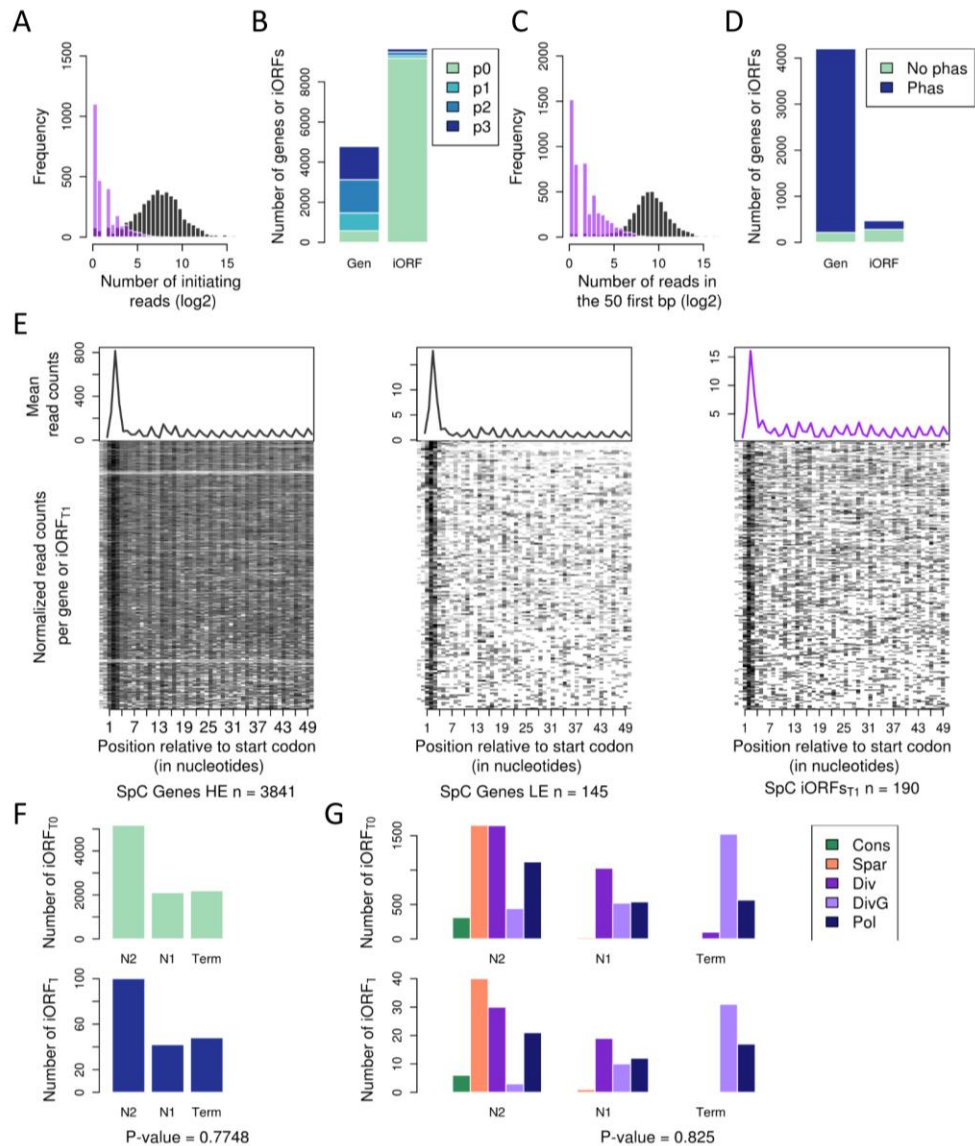 A
1500
1000
500
0
Frequency
0 5 10 15
Number of initiating
reads (log2)
B
8000
6000
4000
2000
0
Number of genes or iORFs
Gen iORF
p0
p1
p2
p3
C
2000
1500
1000
500
0
Frequency
0 5 10 15
Number of reads in
the 50 first bp (log2)
D
4000
3000
2000
1000
0
Number of genes or iORFs
Gen iORF
No phas
Phas
E
Mean
read counts
800
400
0
Normalized read counts
per gene or iORFT1
1 7 13 19 25 31 37 43 49
Position relative to start codon
(in nucleotides)
SpC Genes HE n = 3841
10
5
0
1 7 13 19 25 31 37 43 49
Position relative to start codon
(in nucleotides)
SpC Genes LE n = 145
15
10
5
1 7 13 19 25 31 37 43 49
Position relative to start codon
(in nucleotides)
SpC iORFsT1 n = 190
F
Number of iORFT0
4000
2000
0
N2 N1 Term
Number of iORF1
100
60
40
20
0
N2 N1 Term
P-value = 0.7748
G
Number of iORFT0
1500
500
0
N2 N1 Term
Cons
Spar
Div
DivG
Pol
Number of iORF1
40
30
20
10
0
N2 N1 Term
P-value = 0.825